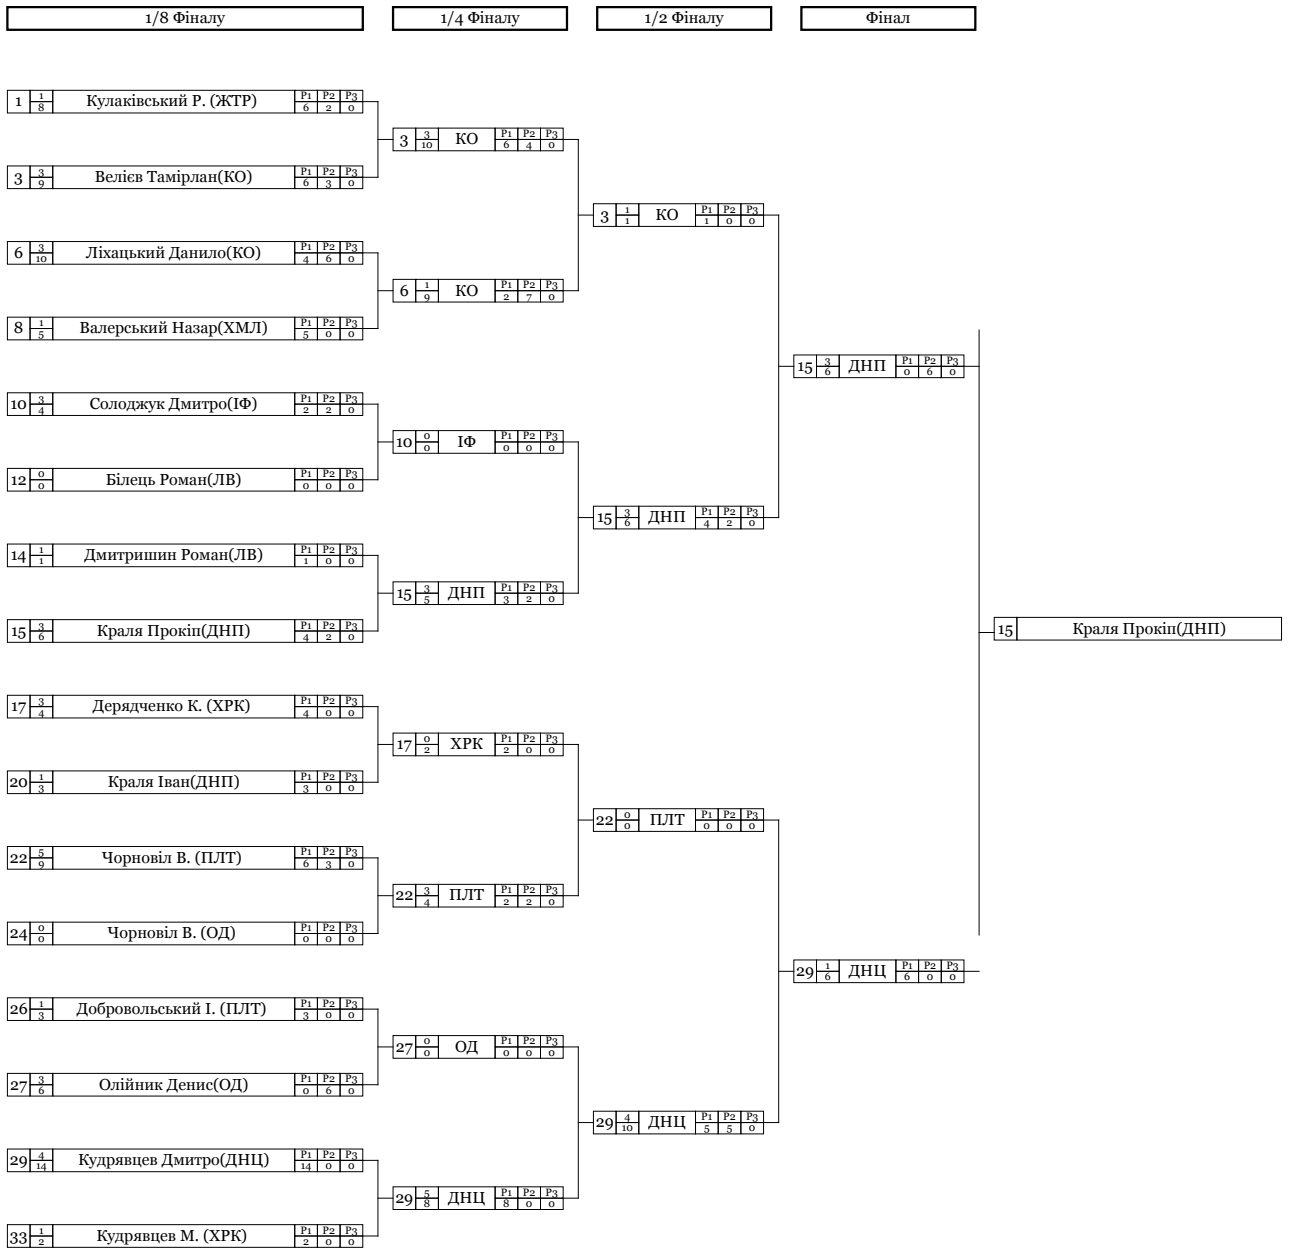 1/8 Фіналу 1/4 Фіналу 1/2 Фіналу Фінал
1 1 8 Кулаківський Р. (ЖТР) P1 P2 P3 6 2 0
3 3 10 КО P1 P2 P3 6 4 0
3 3 9 Велієв Тамірлан(КО) P1 P2 P3 6 3 0
3 1 1 КО P1 P2 P3 1 0 0
6 3 10 Ліхацький Данило(КО) P1 P2 P3 4 6 0
6 1 9 КО P1 P2 P3 2 7 0
8 1 5 Валерський Назар(ХМЛ) P1 P2 P3 5 0 0
15 3 6 ДНП P1 P2 P3 0 6 0
10 3 4 Солоджук Дмитро(ІФ) P1 P2 P3 2 2 0
10 0 0 ІФ P1 P2 P3 0 0 0
12 0 0 Білець Роман(ЛВ) P1 P2 P3 0 0 0
15 3 6 ДНП P1 P2 P3 4 2 0
14 1 1 Дмитришин Роман(ЛВ) P1 P2 P3 1 0 0
15 3 5 ДНП P1 P2 P3 3 2 0
15 3 6 Краля Прокіп(ДНП) P1 P2 P3 4 2 0
15 Краля Прокіп(ДНП)
17 3 4 Дерядченко К. (ХРК) P1 P2 P3 4 0 0
17 0 2 ХРК P1 P2 P3 2 0 0
20 1 3 Краля Іван(ДНП) P1 P2 P3 3 0 0
22 0 0 ПЛТ P1 P2 P3 0 0 0
22 5 9 Чорновіл В. (ПЛТ) P1 P2 P3 6 3 0
22 3 4 ПЛТ P1 P2 P3 2 2 0
24 0 0 Чорновіл В. (ОД) P1 P2 P3 0 0 0
29 1 6 ДНЦ P1 P2 P3 6 0 0
26 1 3 Добровольський І. (ПЛТ) P1 P2 P3 3 0 0
27 0 0 ОД P1 P2 P3 0 0 0
27 3 6 Олійник Денис(ОД) P1 P2 P3 0 6 0
29 4 10 ДНЦ P1 P2 P3 5 5 0
29 4 14 Кудрявцев Дмитро(ДНЦ) P1 P2 P3 14 0 0
29 5 8 ДНЦ P1 P2 P3 8 0 0
33 1 2 Кудрявцев М. (ХРК) P1 P2 P3 2 0 0